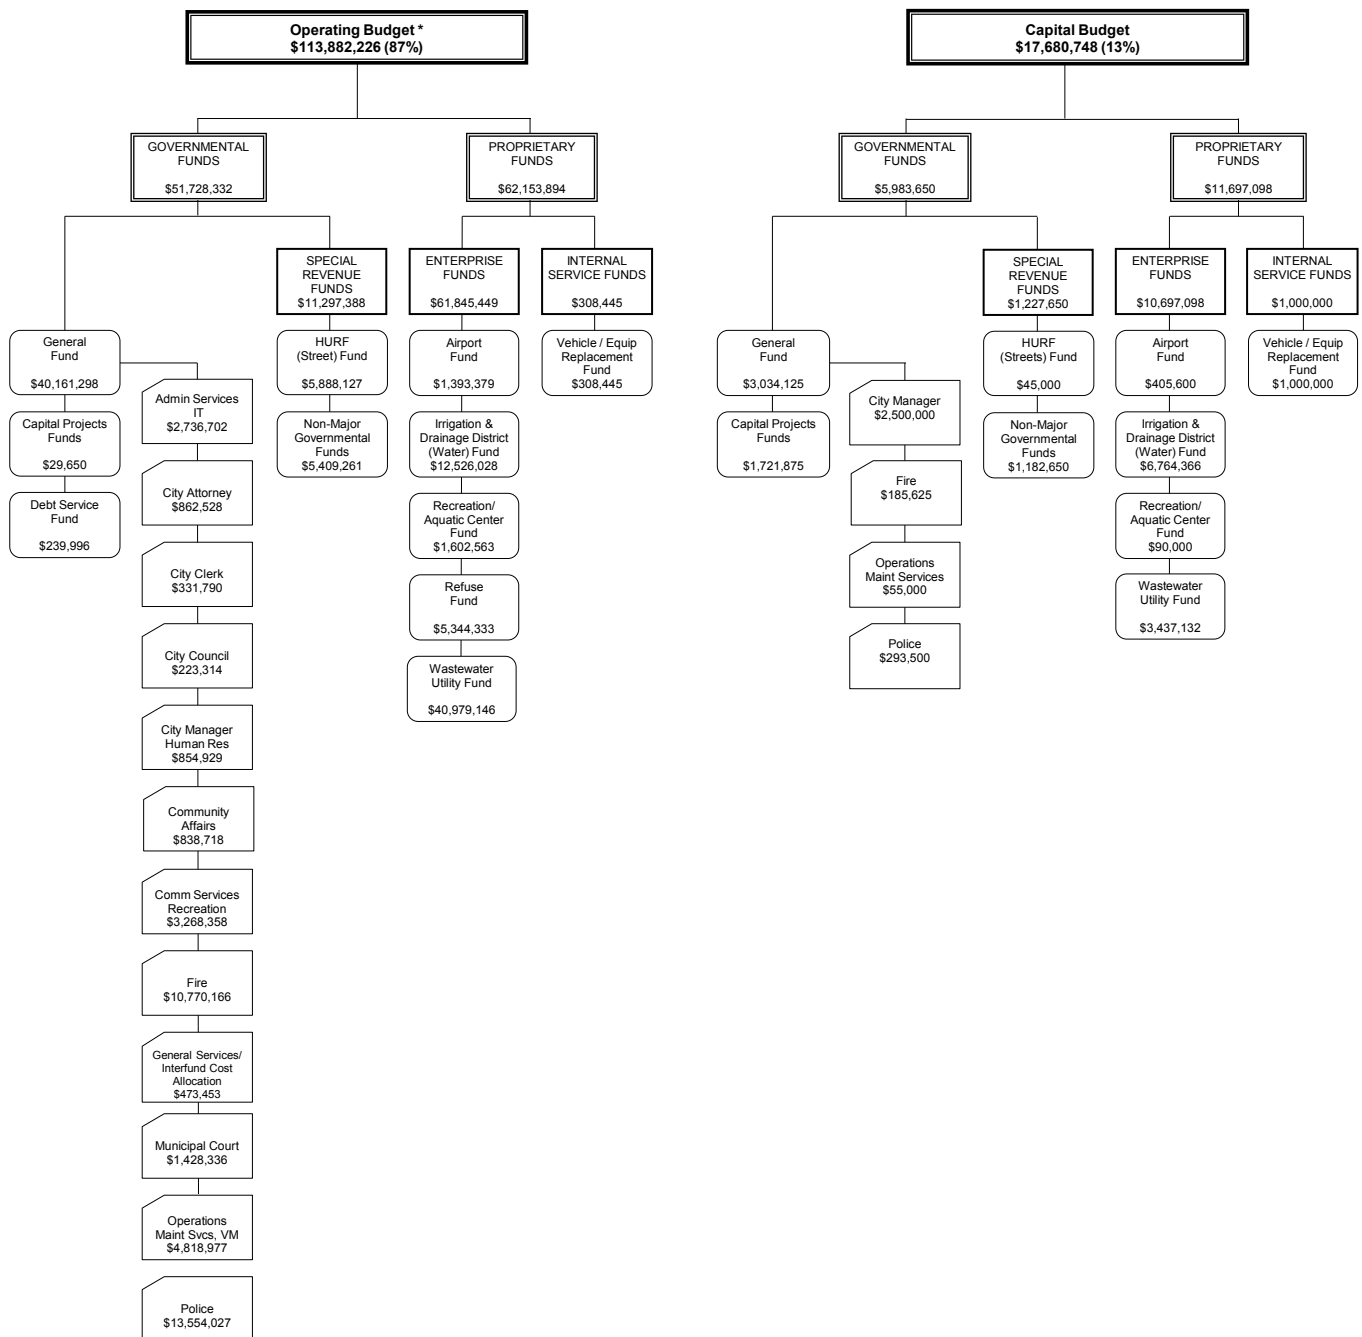 Operating Budget *
$113,882,226 (87%)
GOVERNMENTAL
FUNDS
$51,728,332
PROPRIETARY
FUNDS
$62,153,894
SPECIAL
REVENUE
FUNDS
$11,297,388
ENTERPRISE
FUNDS
$61,845,449
INTERNAL
SERVICE FUNDS
$308,445
General
Fund
$40,161,298
Capital Projects
Funds
$29,650
Debt Service
Fund
$239,996
Admin Services
IT
$2,736,702
City Attorney
$862,528
City Clerk
$331,790
City Council
$223,314
City Manager
Human Res
$854,929
Community
Affairs
$838,718
Comm Services
Recreation
$3,268,358
Fire
$10,770,166
General Services/
Interfund Cost
Allocation
$473,453
Municipal Court
$1,428,336
Operations
Maint Svcs, VM
$4,818,977
Police
$13,554,027
HURF
(Street) Fund
$5,888,127
Non-Major
Governmental
Funds
$5,409,261
Airport
Fund
$1,393,379
Irrigation &
Drainage District
(Water) Fund
$12,526,028
Recreation/
Aquatic Center
Fund
$1,602,563
Refuse
Fund
$5,344,333
Wastewater
Utility Fund
$40,979,146
Vehicle / Equip
Replacement
Fund
$308,445
Capital Budget
$17,680,748 (13%)
GOVERNMENTAL
FUNDS
$5,983,650
PROPRIETARY
FUNDS
$11,697,098
SPECIAL
REVENUE
FUNDS
$1,227,650
ENTERPRISE
FUNDS
$10,697,098
INTERNAL
SERVICE FUNDS
$1,000,000
General
Fund
$3,034,125
Capital Projects
Funds
$1,721,875
City Manager
$2,500,000
Fire
$185,625
Operations
Maint Services
$55,000
Police
$293,500
HURF
(Streets) Fund
$45,000
Non-Major
Governmental
Funds
$1,182,650
Airport
Fund
$405,600
Irrigation &
Drainage District
(Water) Fund
$6,764,366
Recreation/
Aquatic Center
Fund
$90,000
Wastewater
Utility Fund
$3,437,132
Vehicle / Equip
Replacement
Fund
$1,000,000